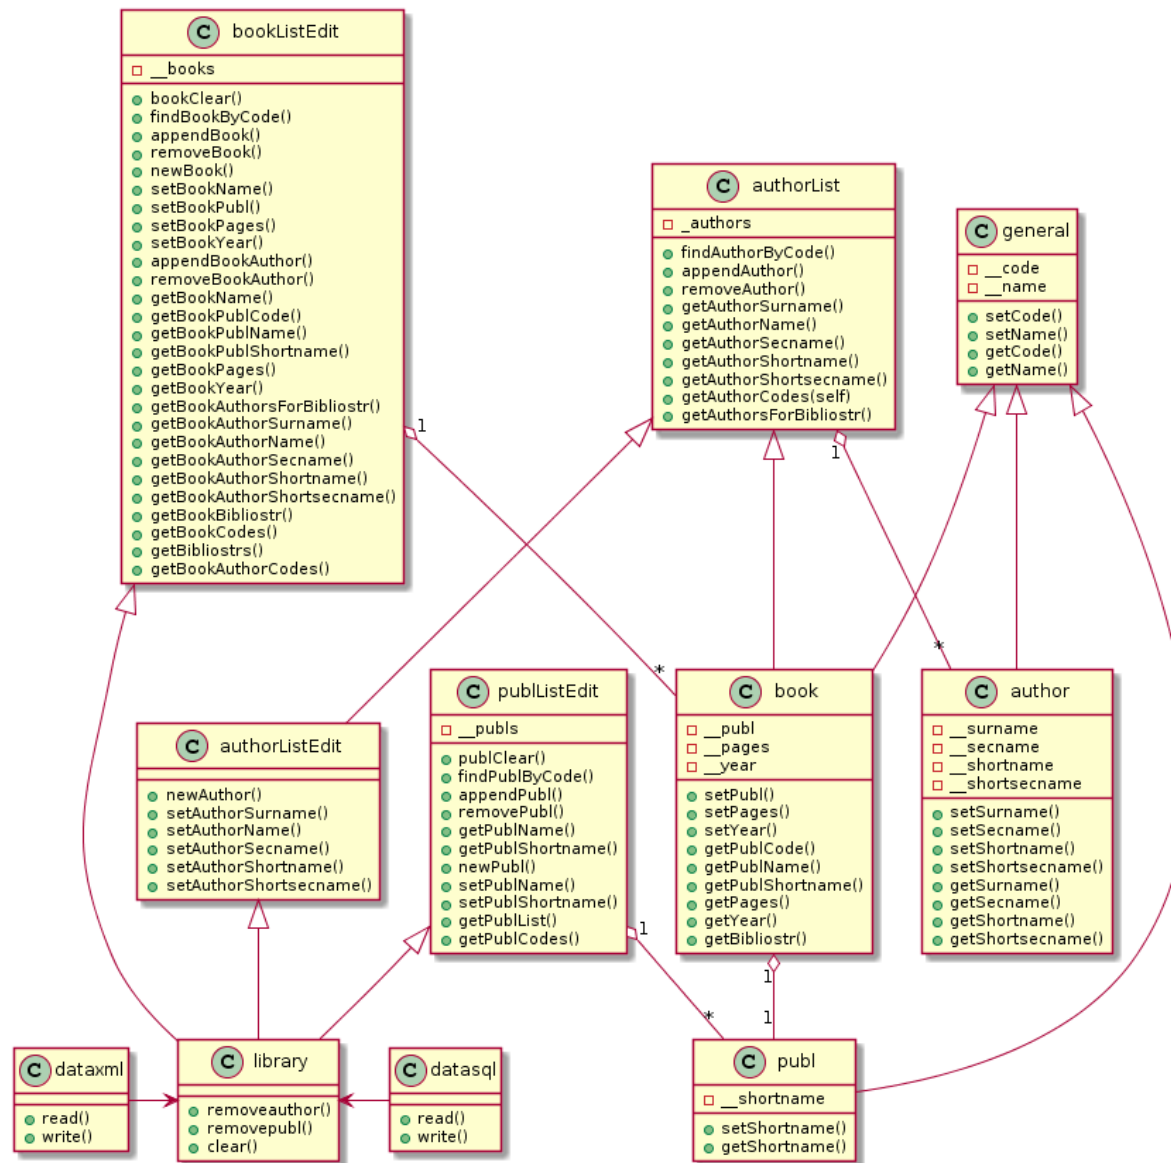 C bookListEdit
__books
bookClear()
findBookByCode()
appendBook()
removeBook()
newBook()
setBookName()
setBookPubl()
setBookPages()
setBookYear()
appendBookAuthor()
removeBookAuthor()
getBookName()
getBookPublCode()
getBookPublName()
getBookPublShortname()
getBookPages()
getBookYear()
getBookAuthorsForBibliostr()
getBookAuthorSurname()
getBookAuthorName()
getBookAuthorSecname()
getBookAuthorShortname()
getBookAuthorShortsecname()
getBookBibliostr()
getBookCodes()
getBibliostrs()
getBookAuthorCodes()
1
*
C authorList
_authors
findAuthorByCode()
appendAuthor()
removeAuthor()
getAuthorSurname()
getAuthorName()
getAuthorSecname()
getAuthorShortname()
getAuthorShortsecname()
getAuthorCodes(self)
getAuthorsForBibliostr()
1
*
C general
__code
__name
setCode()
setName()
getCode()
getName()
C authorListEdit
newAuthor()
setAuthorSurname()
setAuthorName()
setAuthorSecname()
setAuthorShortname()
setAuthorShortsecname()
C publListEdit
__publs
publClear()
findPublByCode()
appendPubl()
removePubl()
getPublName()
getPublShortname()
newPubl()
setPublName()
setPublShortname()
getPublList()
getPublCodes()
1
*
C book
__publ
__pages
__year
setPubl()
setPages()
setYear()
getPublCode()
getPublName()
getPublShortname()
getPages()
getYear()
getBibliostr()
1
1
C author
__surname
__secname
__shortname
__shortsecname
setSurname()
setSecname()
setShortname()
setShortsecname()
getSurname()
getSecname()
getShortname()
getShortsecname()
C dataxml
read()
write()
C library
removeauthor()
removepubl()
clear()
C datasql
read()
write()
C publ
__shortname
setShortname()
getShortname()